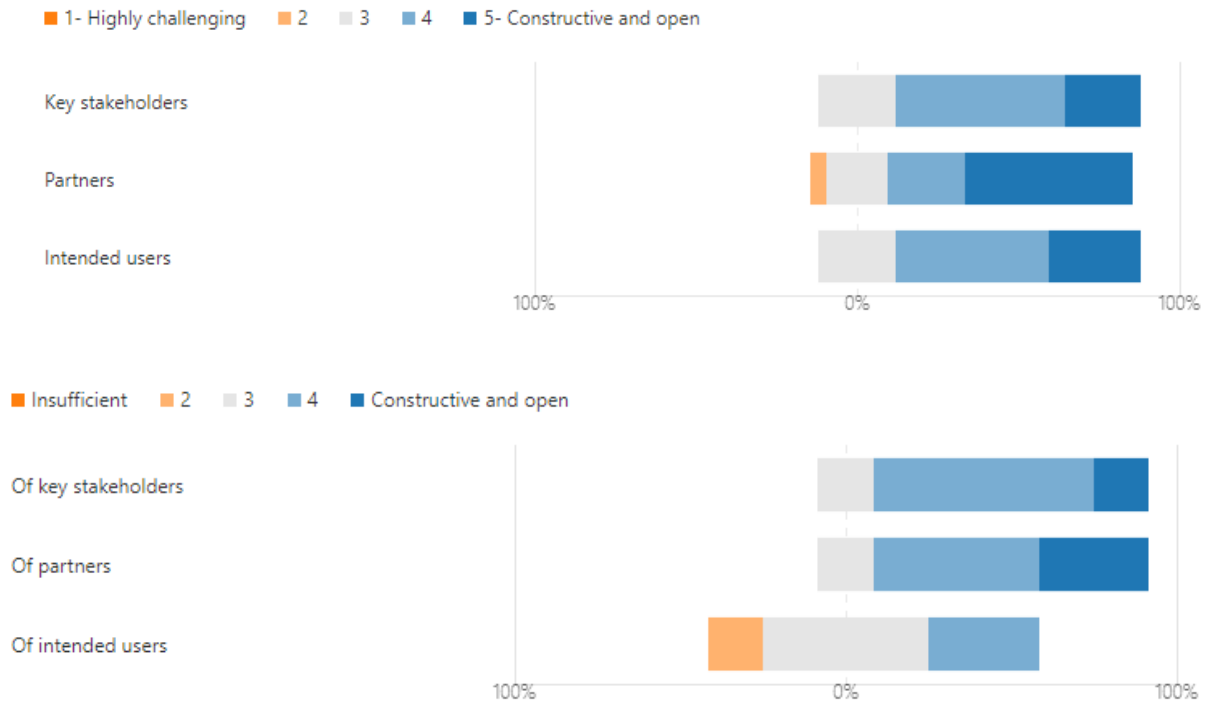 1- Highly challenging 2 3 4 5- Constructive and open
Key stakeholders
Partners
Intended users
100% 0% 100%
Insufficient 2 3 4 Constructive and open
Of key stakeholders
Of partners
Of intended users
100% 0% 100%